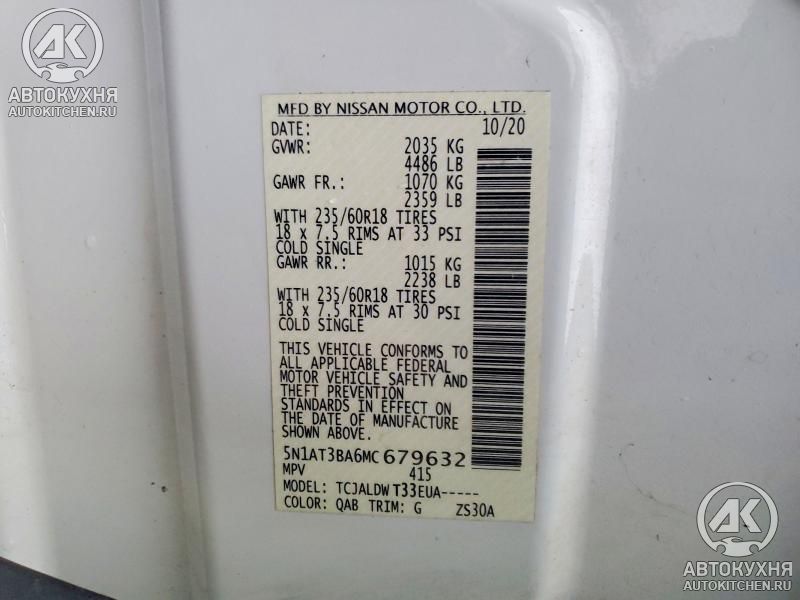 АК
АВТОКУХНЯ
AUTOKITCHEN.RU
MFD BY NISSAN MOTOR CO., LTD.
DATE: 10/20
GVWR: 2035 KG
4486 LB
GAWR FR.: 1070 KG
2359 LB
WITH 235/60R18 TIRES
18 x 7.5 RIMS AT 33 PSI
COLD SINGLE
GAWR RR.: 1015 KG
2238 LB
WITH 235/60R18 TIRES
18 x 7.5 RIMS AT 30 PSI
COLD SINGLE
THIS VEHICLE CONFORMS TO
ALL APPLICABLE FEDERAL
MOTOR VEHICLE SAFETY AND
THEFT PREVENTION
STANDARDS IN EFFECT ON
THE DATE OF MANUFACTURE
SHOWN ABOVE.
5N1AT3BA6MC679632
MPV 415
MODEL: TCJALDW T33EUA-----
COLOR: QAB TRIM: G ZS30A
АК
АВТОКУХНЯ
AUTOKITCHEN.RU